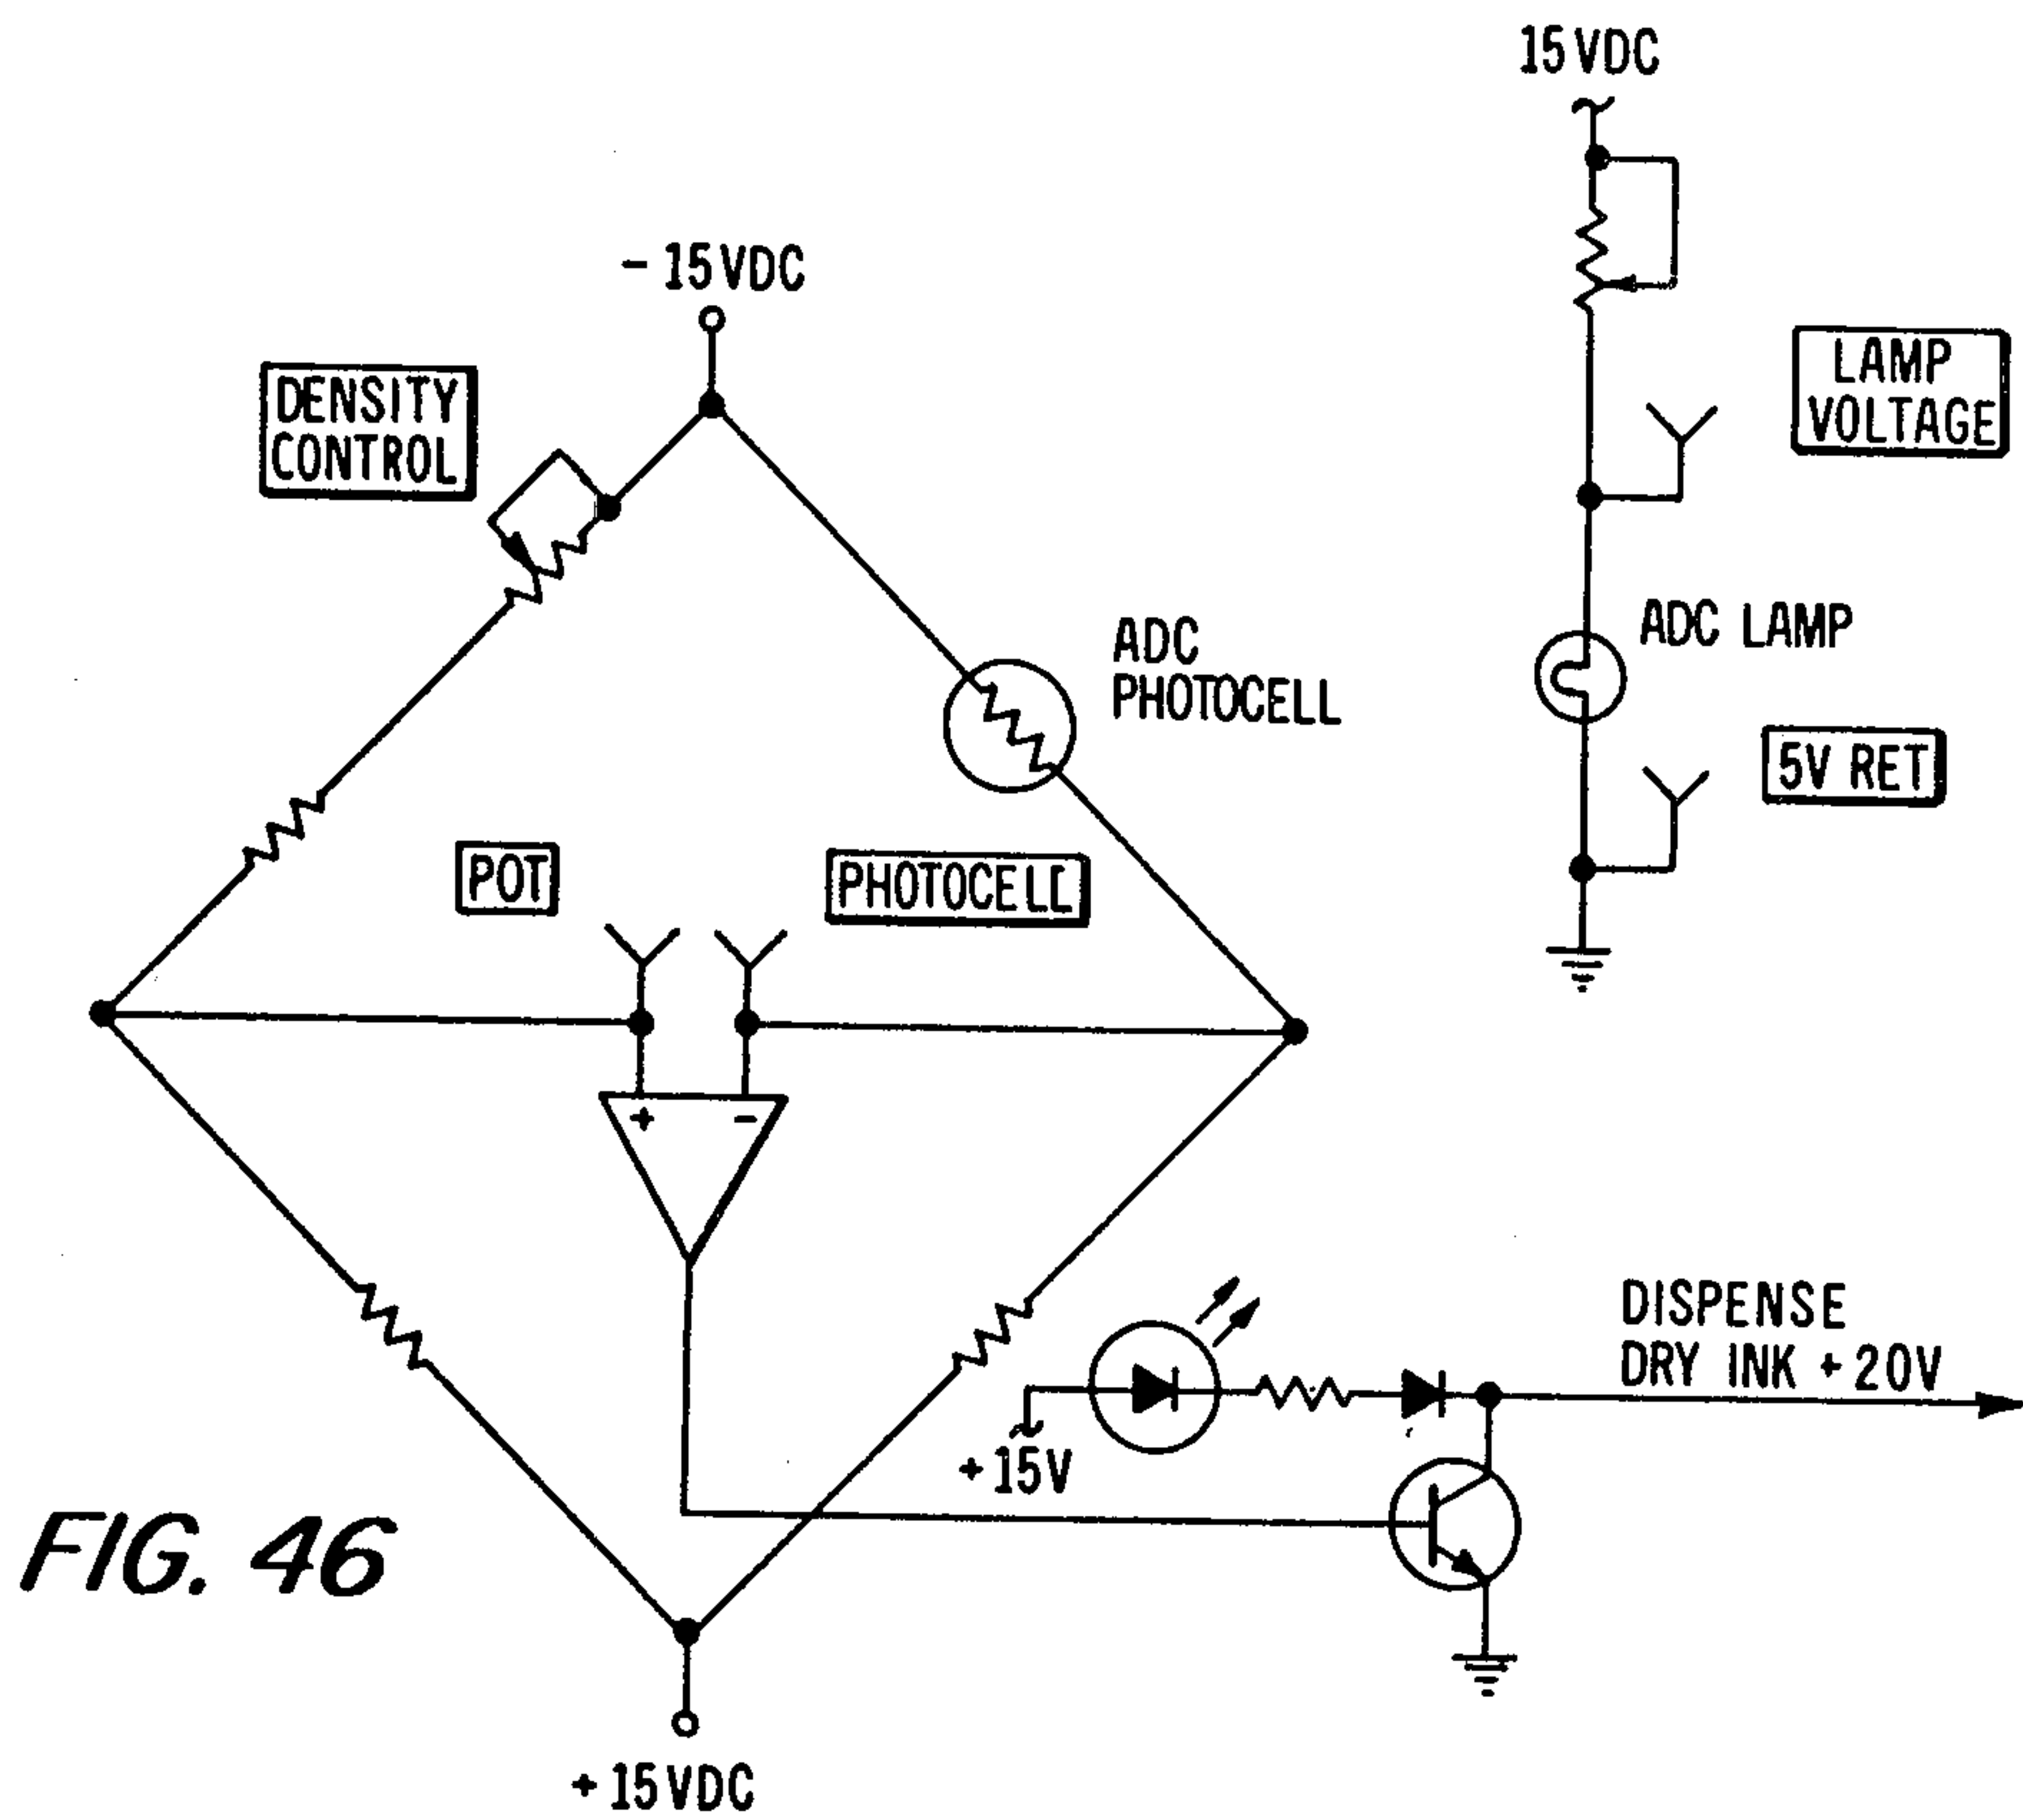 15VDC
- 15VDC
DENSITY
CONTROL
LAMP
VOLTAGE
ADC
PHOTOCELL
ADC LAMP
5V RET
POT
PHOTOCELL
+
-
DISPENSE
DRY INK +20V
+15V
FIG. 46
+15VDC